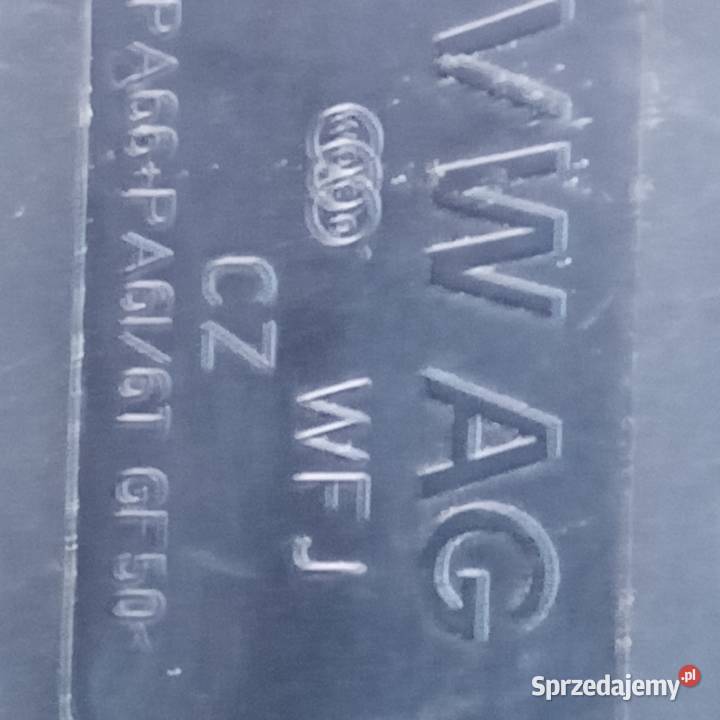 VW AG
WFJ
CZ
PA66+PA6I/6T GF50<
Sprzedajemy.pl